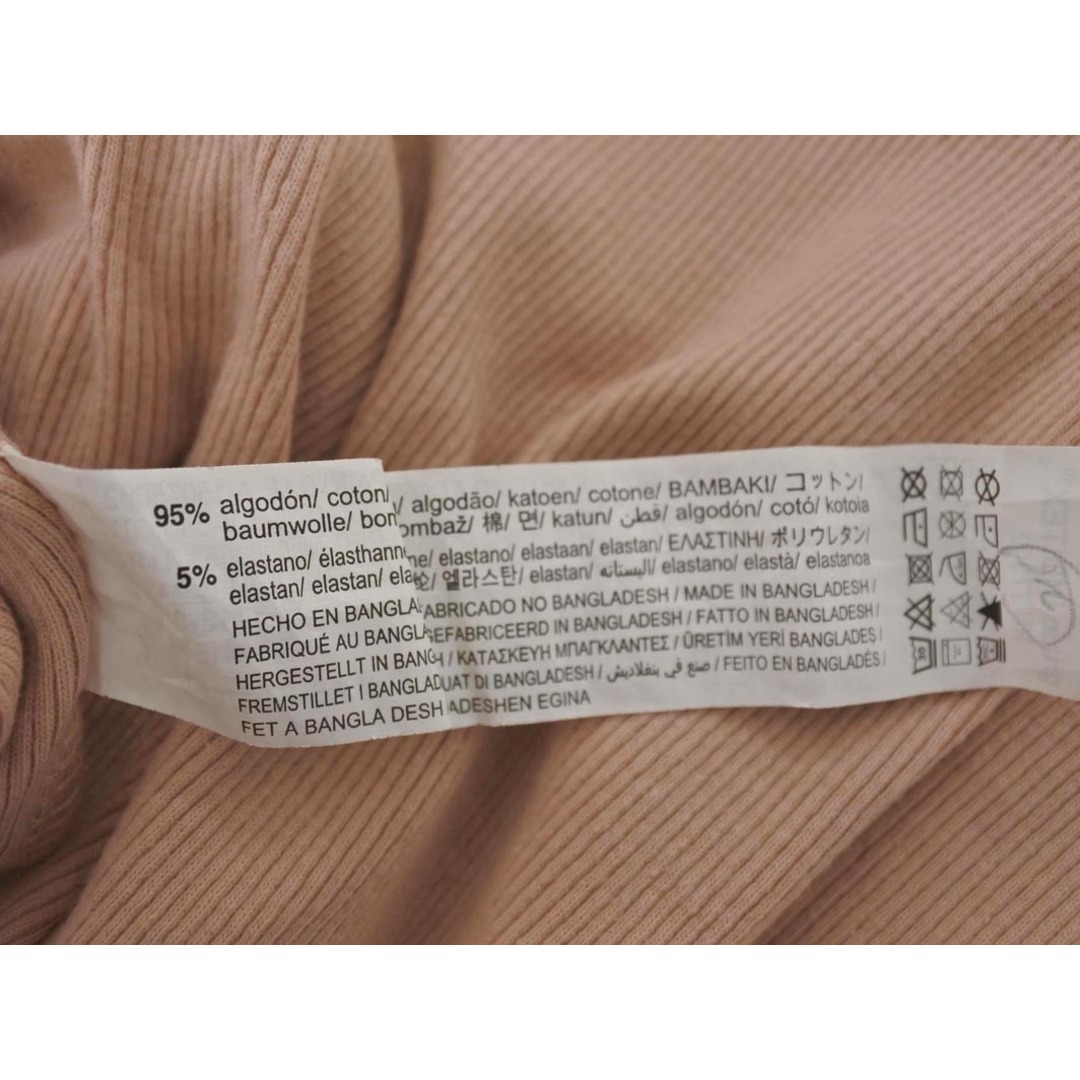 95% algodón/ coton/ algodão/ katoen/ cotone/ ΒΑΜΒΑΚΙ/ コットン/
baumwolle/ bombaž/ 棉/ 면/ katun/ قطن/ algodón/ cotó/ kotoia
5% elastano/ élasthanne/ elastano/ elastaan/ elastan/ ΕΛΑΣΤΙΝΗ/ ポリウレタン/
elastan/ elastan/ 엘라스탄/ elastan/ اليستانه/ elastano/ elastà/ elastanoa
HECHO EN BANGLA ABRICADO NO BANGLADESH / MADE IN BANGLADESH /
FABRIQUÉ AU BANGL GEFABRICEERD IN BANGLADESH / FATTO IN BANGLADESH /
HERGESTELLT IN BANG H / ΚΑΤΑΣΚΕΥΗ ΜΠΑΓΚΛΑΝΤΕΣ / ÜRETİM YERİ BANGLADEŞ /
FREMSTILLET I BANGLAD UAT DI BANGLADESH / صنع في بنغلاديش / FEITO EN BANGLADÉS /
FET A BANGLA DESH ADESHEN EGINA